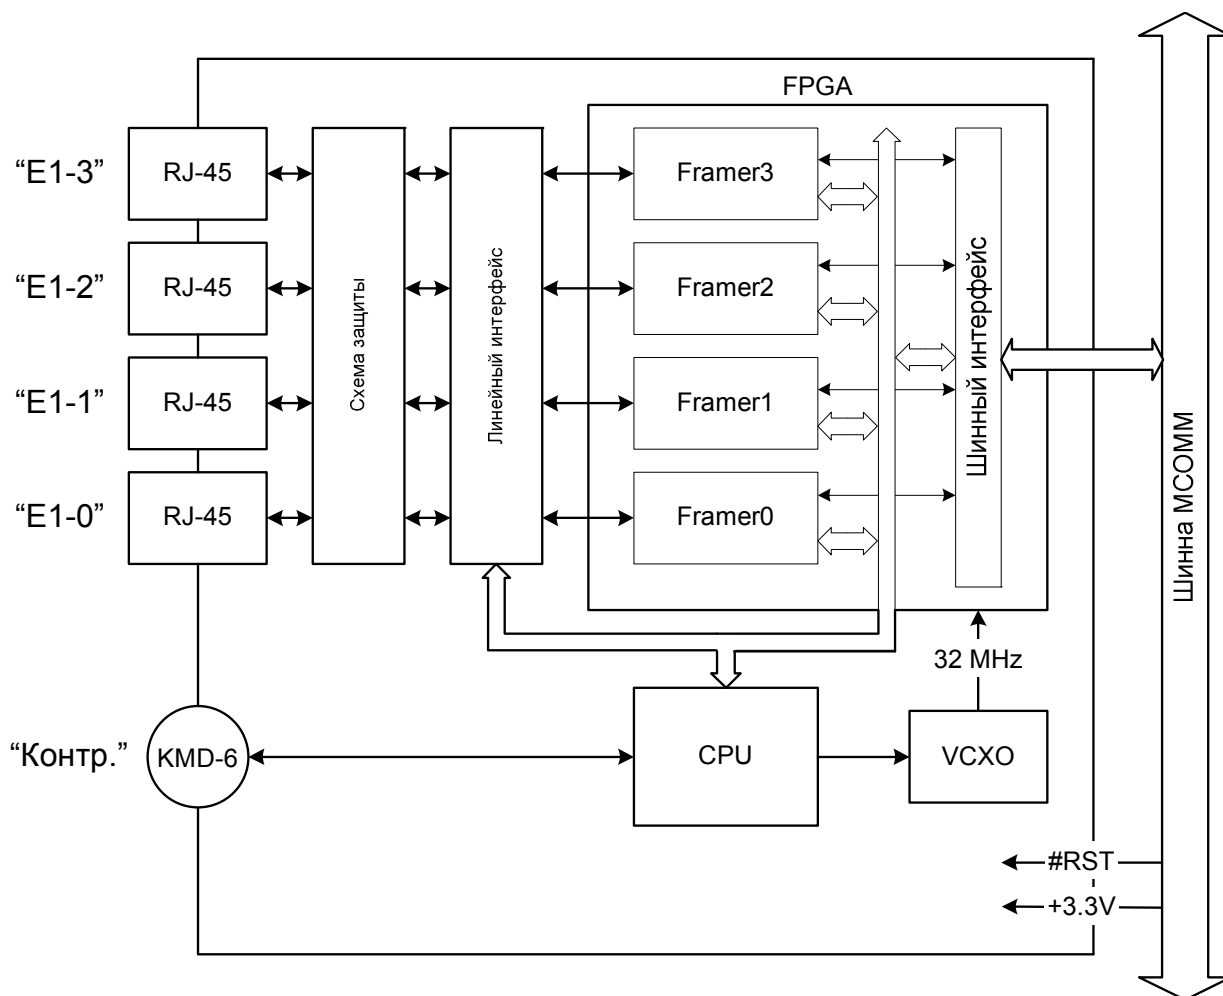 FPGA
“E1-3”
RJ-45
Framer3
“E1-2”
RJ-45
Framer2
“E1-1”
RJ-45
Framer1
“E1-0”
RJ-45
Framer0
Схема защиты
Линейный интерфейс
Шинный интерфейс
Шинна MCOMM
32 MHz
“Контр.”
KMD-6
CPU
VCXO
#RST
+3.3V